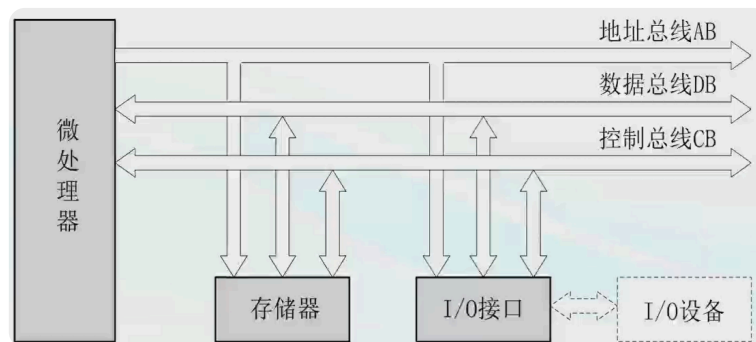 地址总线AB
数据总线DB
控制总线CB
微处理器
存储器
I/O接口
I/O设备